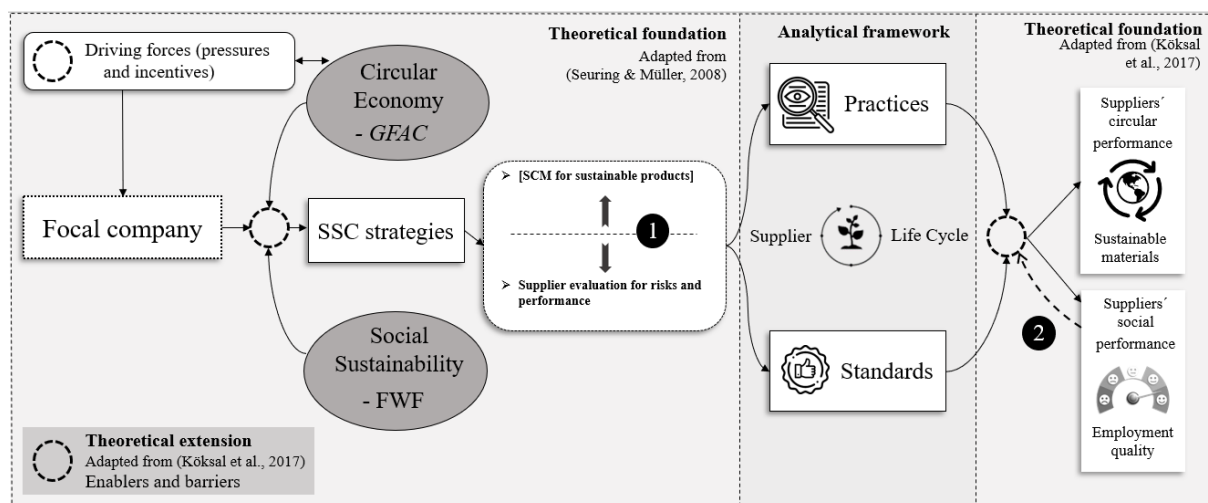 Driving forces (pressures
and incentives)
Circular
Economy
- GFAC
Theoretical foundation
Adapted from
(Seuring & Müller, 2008)
Focal company
SSC strategies
[SCM for sustainable products]
1
Supplier evaluation for risks and
performance
Social
Sustainability
- FWF
Theoretical extension
Adapted from (Köksal et al., 2017)
Enablers and barriers
Analytical framework
Practices
Supplier
Life Cycle
Standards
Theoretical foundation
Adapted from (Köksal
et al., 2017)
Suppliers´
circular
performance
Sustainable
materials
2
Suppliers´
social
performance
Employment
quality